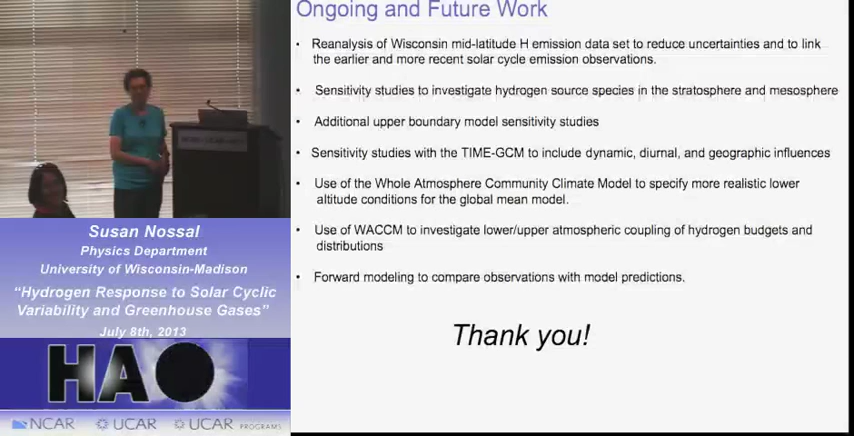 Ongoing and Future Work
• Reanalysis of Wisconsin mid-latitude H emission data set to reduce uncertainties and to link
the earlier and more recent solar cycle emission observations.
• Sensitivity studies to investigate hydrogen source species in the stratosphere and mesosphere
• Additional upper boundary model sensitivity studies
• Sensitivity studies with the TIME-GCM to include dynamic, diurnal, and geographic influences
• Use of the Whole Atmosphere Community Climate Model to specify more realistic lower
altitude conditions for the global mean model.
• Use of WACCM to investigate lower/upper atmospheric coupling of hydrogen budgets and
distributions
• Forward modeling to compare observations with model predictions.
Thank you!
Susan Nossal
Physics Department
University of Wisconsin-Madison
“Hydrogen Response to Solar Cyclic
Variability and Greenhouse Gases”
July 8th, 2013
HAO
NCAR UCAR UCAR PROGRAMS